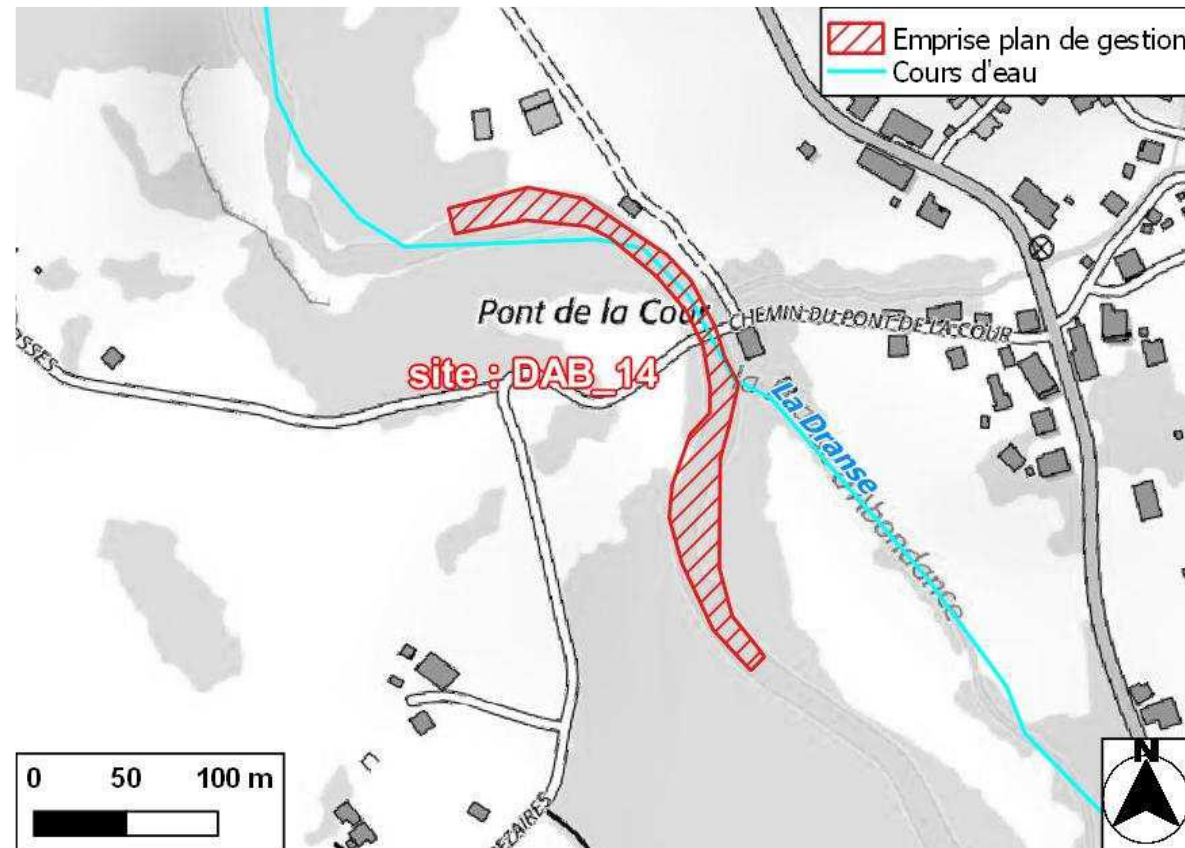 Emprise plan de gestion
Cours d'eau
Pont de la Cour
CHEMIN DU PONT DE LA COUR
site : DAB_14
La Dranse
d'Abondance
0 50 100 m
N